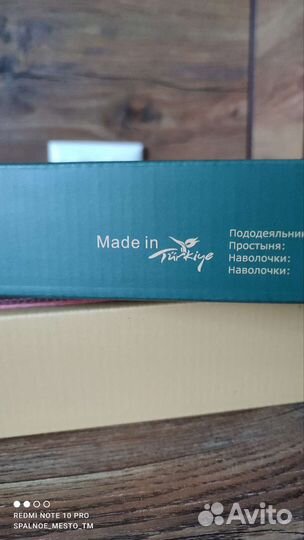 Made in Türkiye
Пододеяльник
Простыня:
Наволочки:
Наволочки:
REDMI NOTE 10 PRO
SPALNOE_MESTO_TM
Avito